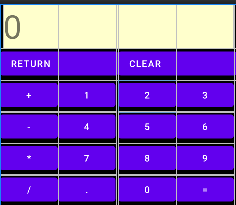 0
RETURN CLEAR
+ 1 2 3
- 4 5 6
* 7 8 9
/ . 0 =